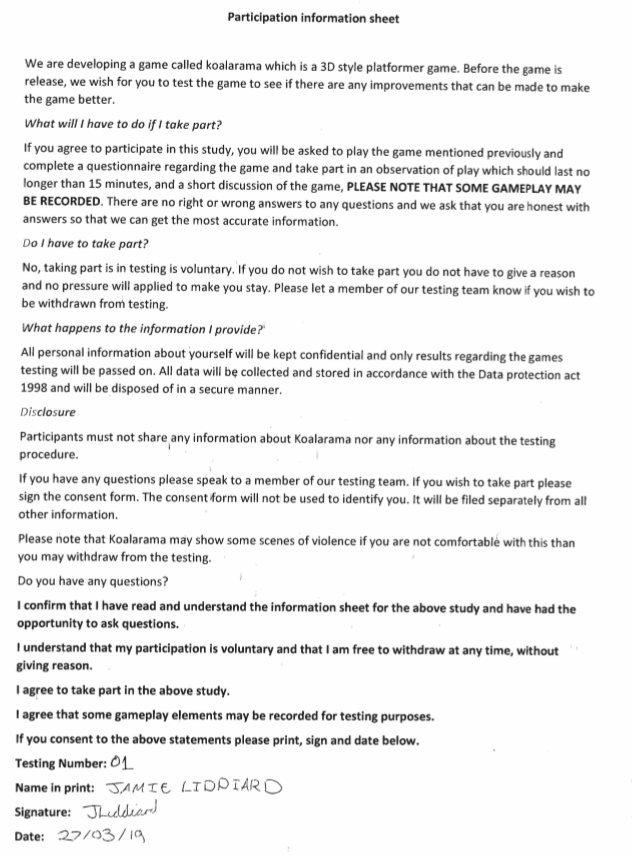 Participation information sheet
We are developing a game called koalarama which is a 3D style platformer game. Before the game is
release, we wish for you to test the game to see if there are any improvements that can be made to make
the game better.
What will I have to do if I take part?
If you agree to participate in this study, you will be asked to play the game mentioned previously and
complete a questionnaire regarding the game and take part in an observation of play which should last no
longer than 15 minutes, and a short discussion of the game, PLEASE NOTE THAT SOME GAMEPLAY MAY
BE RECORDED. There are no right or wrong answers to any questions and we ask that you are honest with
answers so that we can get the most accurate information.
Do I have to take part?
No, taking part is in testing is voluntary. If you do not wish to take part you do not have to give a reason
and no pressure will applied to make you stay. Please let a member of our testing team know if you wish to
be withdrawn from testing.
What happens to the information I provide?
All personal information about yourself will be kept confidential and only results regarding the games
testing will be passed on. All data will be collected and stored in accordance with the Data protection act
1998 and will be disposed of in a secure manner.
Disclosure
Participants must not share any information about Koalarama nor any information about the testing
procedure.
If you have any questions please speak to a member of our testing team. If you wish to take part please
sign the consent form. The consent form will not be used to identify you. It will be filed separately from all
other information.
Please note that Koalarama may show some scenes of violence if you are not comfortable with this than
you may withdraw from the testing.
Do you have any questions?
I confirm that I have read and understand the information sheet for the above study and have had the
opportunity to ask questions.
I understand that my participation is voluntary and that I am free to withdraw at any time, without
giving reason.
I agree to take part in the above study.
I agree that some gameplay elements may be recorded for testing purposes.
If you consent to the above statements please print, sign and date below.
Testing Number: 01
Name in print: JAMIE LIDDIARD
Signature: JLiddiard
Date: 27/03/19